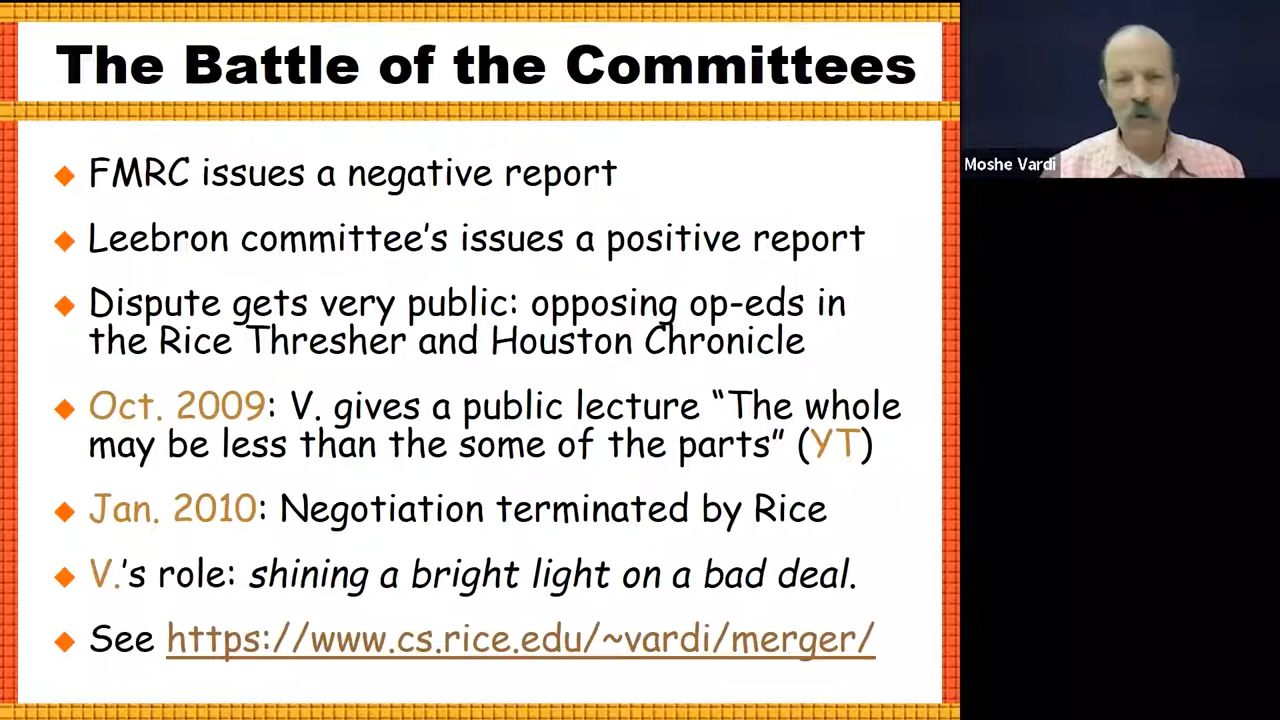 The Battle of the Committees
FMRC issues a negative report
Leebron committee's issues a positive report
Dispute gets very public: opposing op-eds in
the Rice Thresher and Houston Chronicle
Oct. 2009: V. gives a public lecture “The whole
may be less than the some of the parts” (YT)
Jan. 2010: Negotiation terminated by Rice
V.’s role: shining a bright light on a bad deal.
See https://www.cs.rice.edu/~vardi/merger/
Moshe Vardi